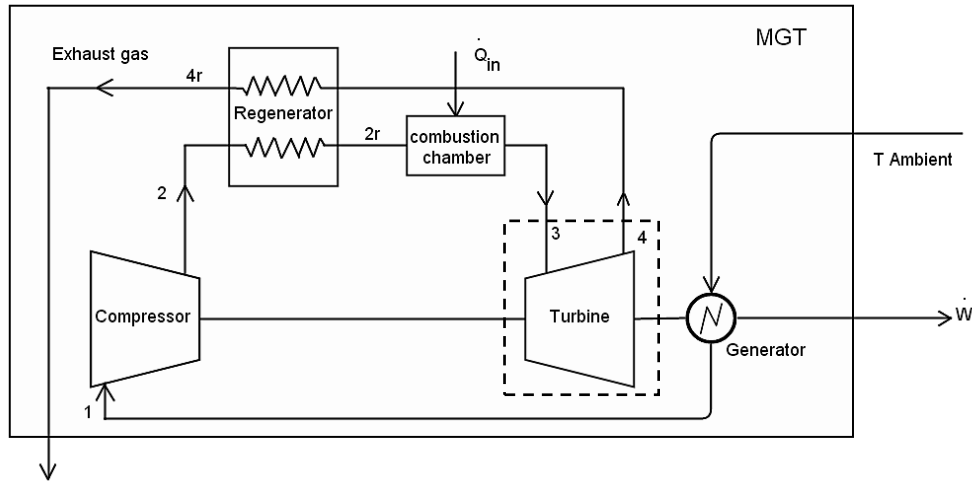 MGT
Exhaust gas
Q̇in
4r
Regenerator
2r
combustion
chamber
T Ambient
2
3
4
Compressor
Turbine
Ẇ
Generator
1